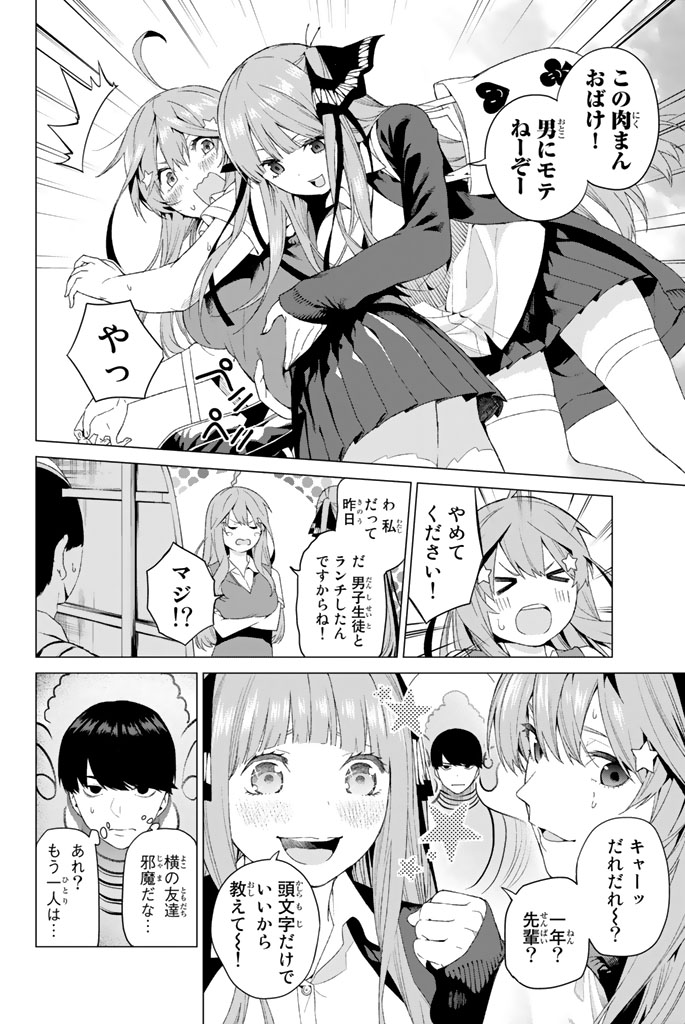 この肉まん
おばけ！
男にモテ
ねーぞー
やっ
ペニ
ペニ
やめて
ください！
わ 私
だって
昨日
だ 男子生徒と
ランチしたん
ですからね！
マジ！？
キャーッ
だれだれ〜？
一年？
先輩？
頭文字だけで
いいから
教えて〜！
横の友達
邪魔だな…
あれ？
もう一人は…